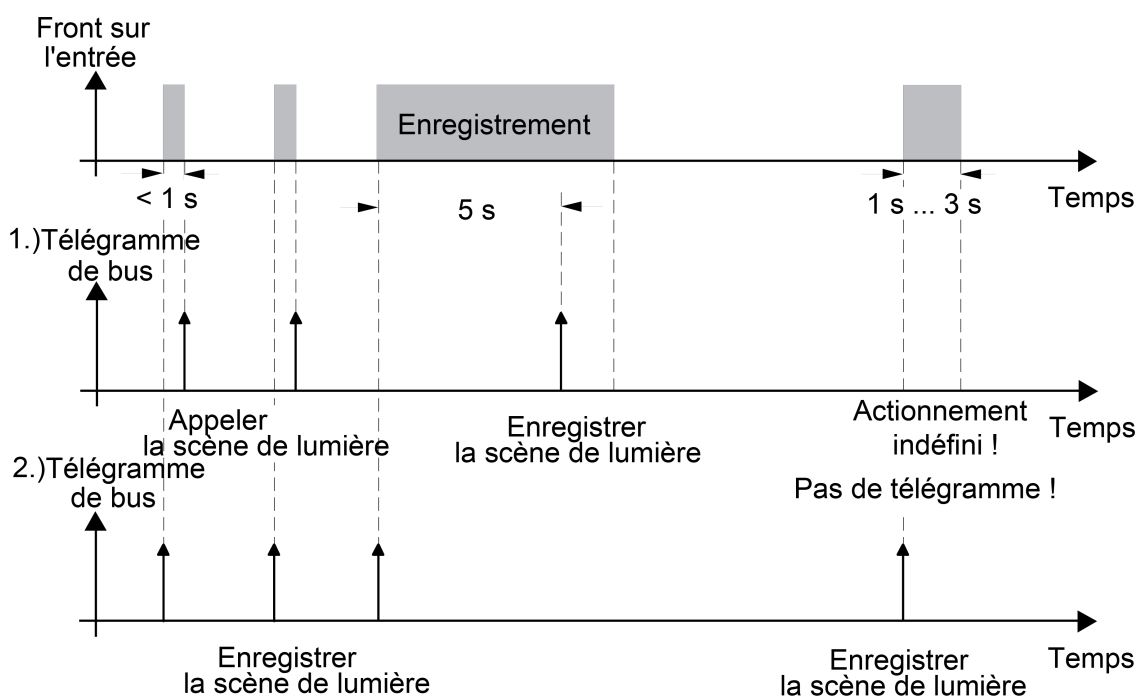 Front sur
l'entrée
Enregistrement
< 1 s
5 s
1 s ... 3 s
Temps
1.)Télégramme
de bus
Appeler
la scène de lumière
Enregistrer
la scène de lumière
Actionnement
indéfini !
Temps
Pas de télégramme !
2.)Télégramme
de bus
Enregistrer
la scène de lumière
Enregistrer
la scène de lumière
Temps